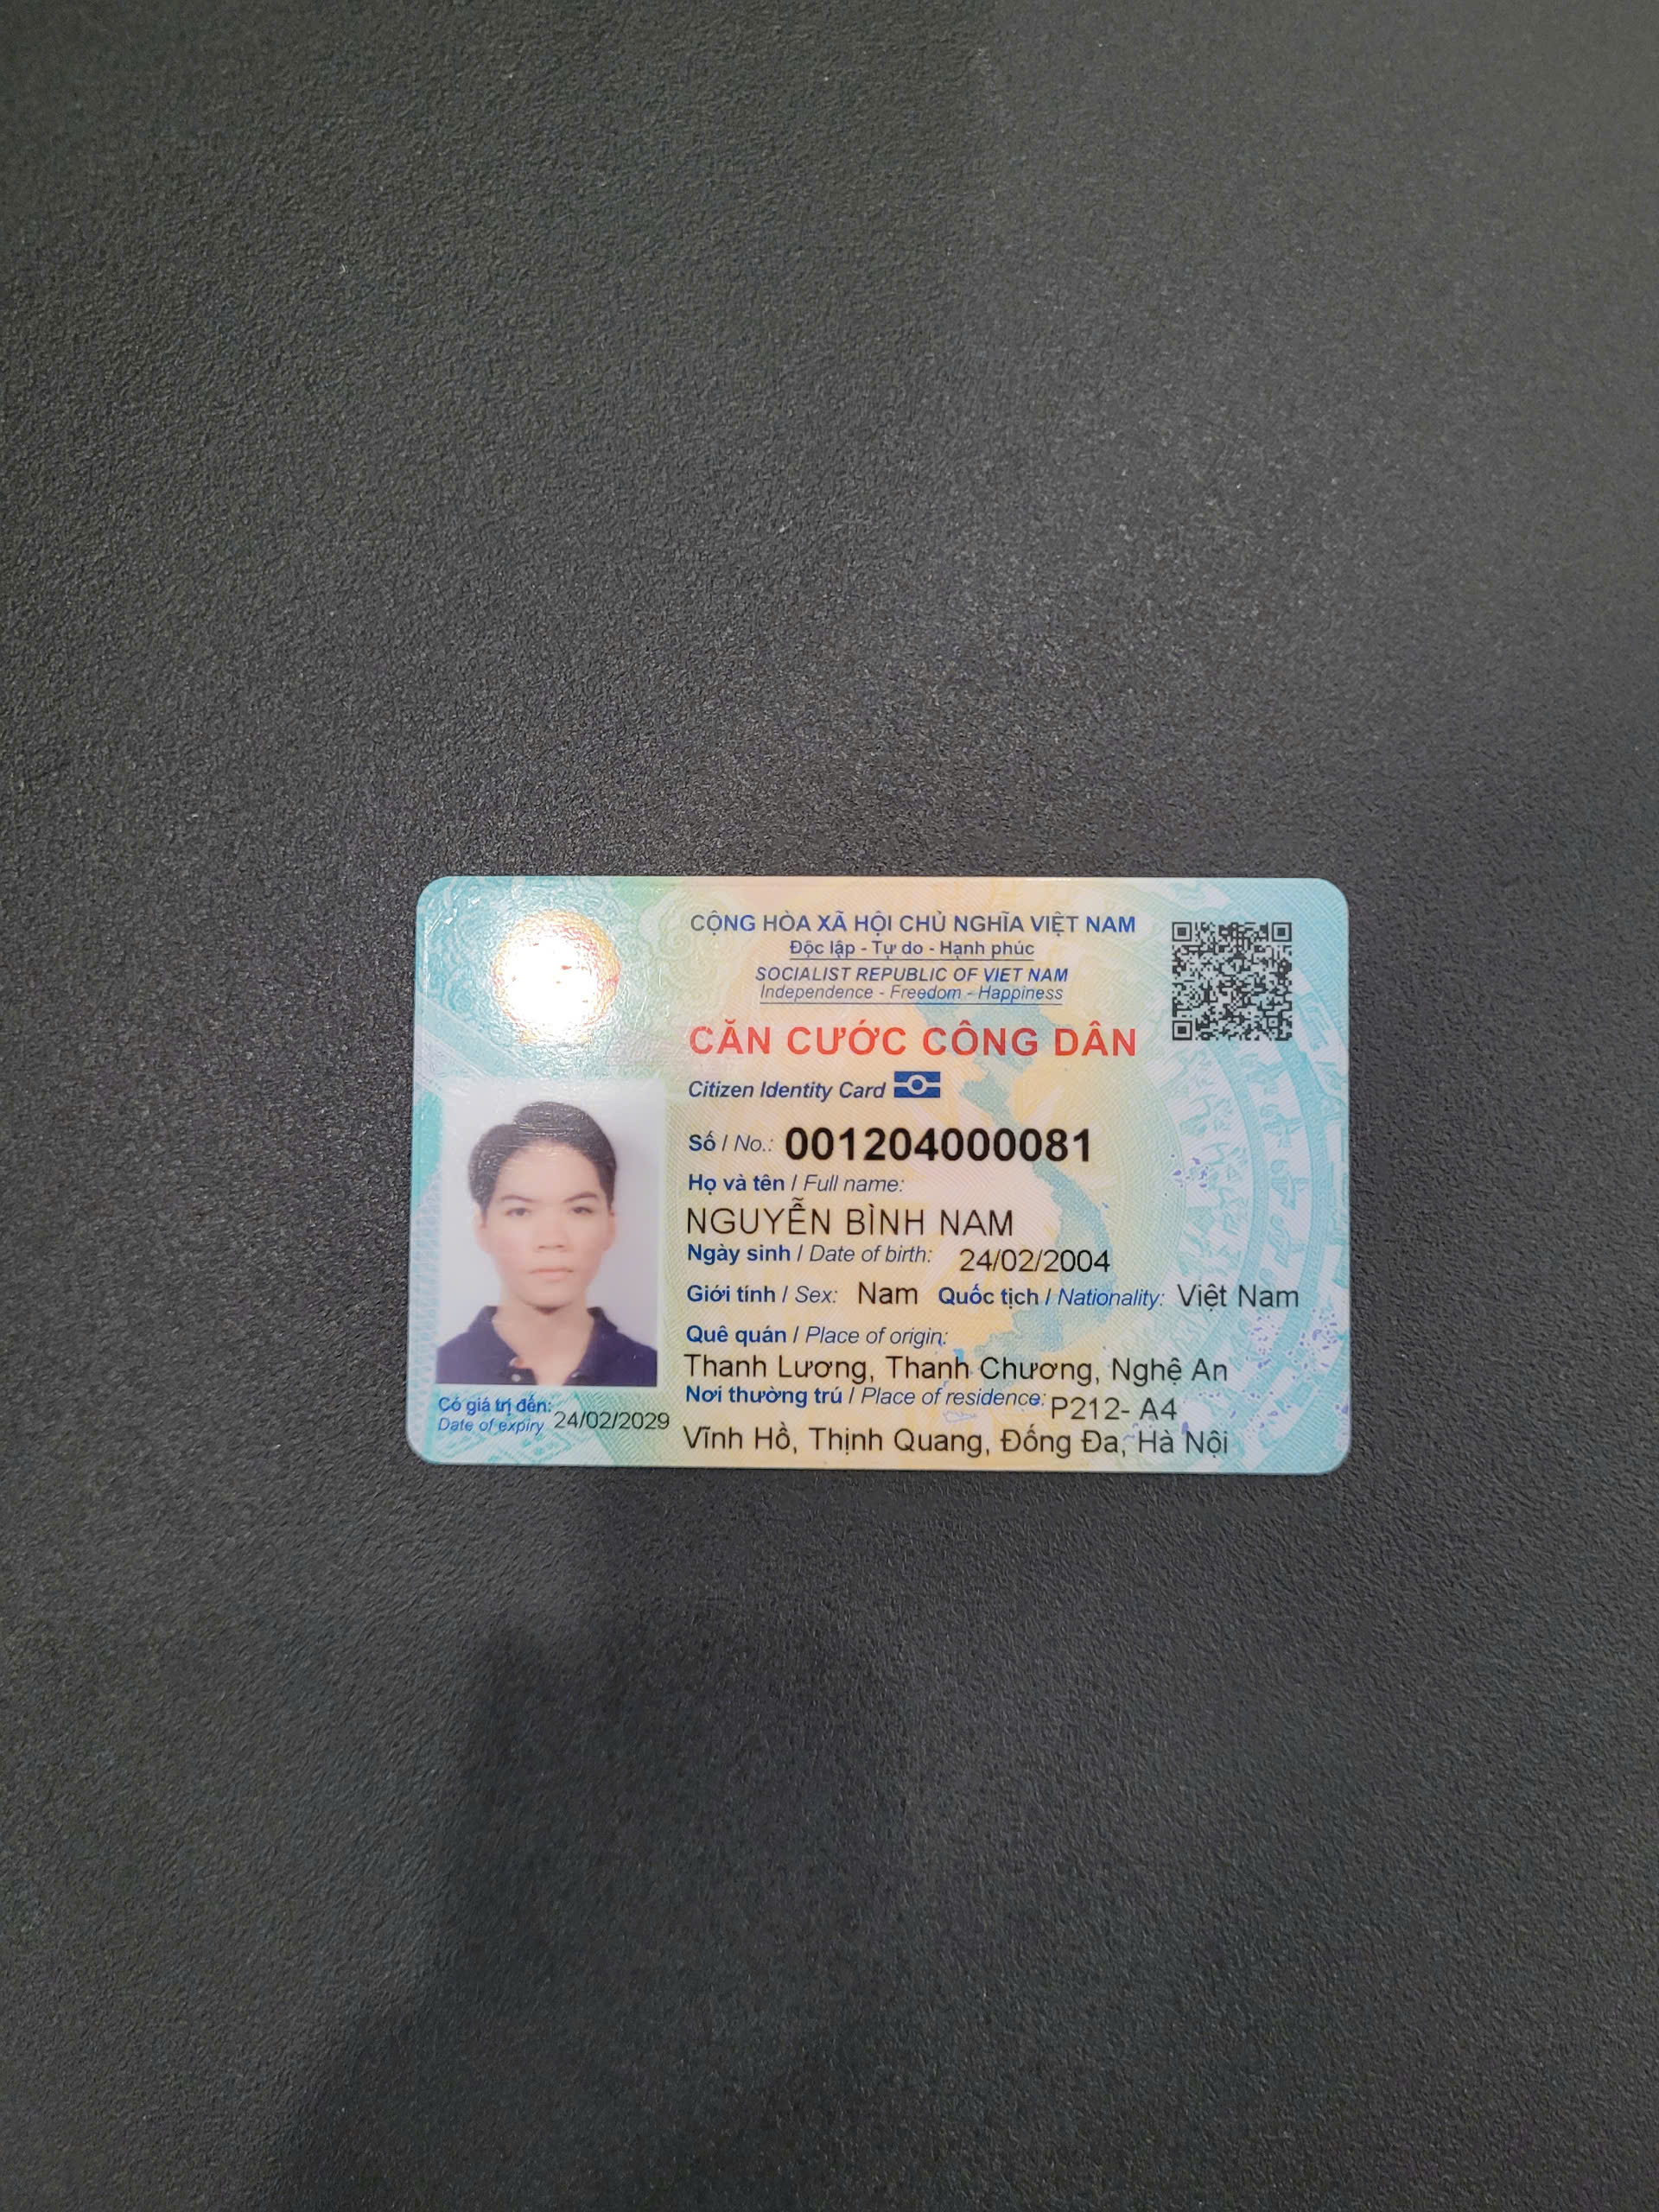 CỘNG HÒA XÃ HỘI CHỦ NGHĨA VIỆT NAM
Độc lập - Tự do - Hạnh phúc
SOCIALIST REPUBLIC OF VIET NAM
Independence - Freedom - Happiness
CĂN CƯỚC CÔNG DÂN
Citizen Identity Card
Số / No.: 001204000081
Họ và tên / Full name:
NGUYỄN BÌNH NAM
Ngày sinh / Date of birth: 24/02/2004
Giới tính / Sex: Nam Quốc tịch / Nationality: Việt Nam
Quê quán / Place of origin:
Thanh Lương, Thanh Chương, Nghệ An
Nơi thường trú / Place of residence: P212- A4
Vĩnh Hồ, Thịnh Quang, Đống Đa, Hà Nội
Có giá trị đến:
Date of expiry 24/02/2029